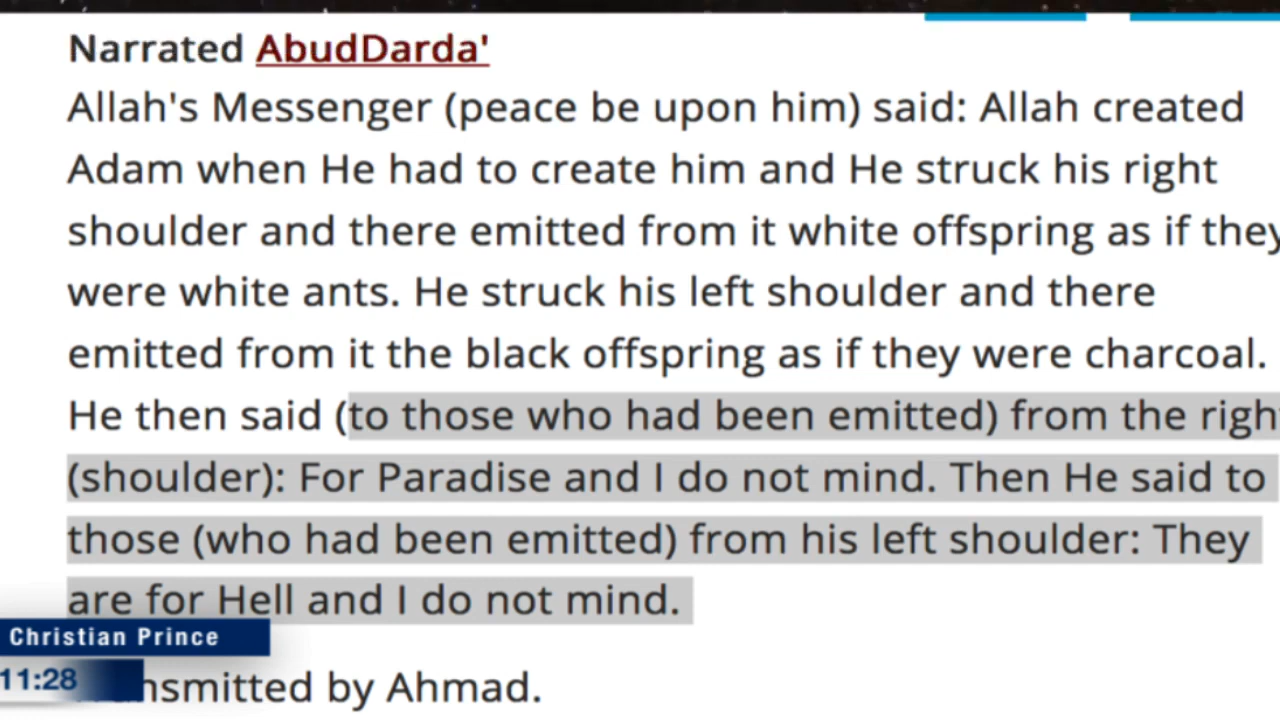 Narrated AbudDarda'
Allah's Messenger (peace be upon him) said: Allah created
Adam when He had to create him and He struck his right
shoulder and there emitted from it white offspring as if they
were white ants. He struck his left shoulder and there
emitted from it the black offspring as if they were charcoal.
He then said (to those who had been emitted) from the righ
(shoulder): For Paradise and I do not mind. Then He said to
those (who had been emitted) from his left shoulder: They
are for Hell and I do not mind.
Christian Prince
11:28
nsmitted by Ahmad.